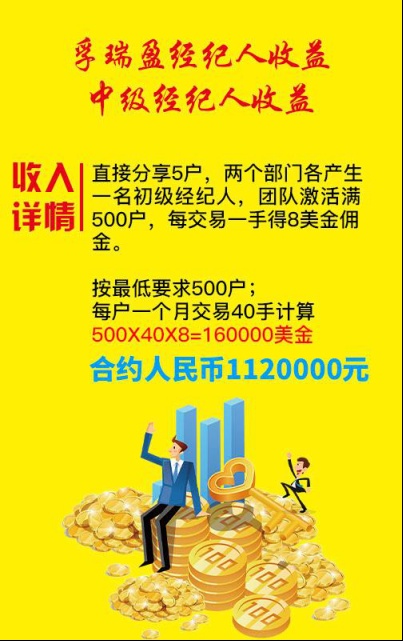 孚瑞盈经纪人收益
中级经纪人收益
收入
详情
直接分享5户，两个部门各产生
一名初级经纪人，团队激活满
500户，每交易一手得8美金佣
金。
按最低要求500户；
每户一个月交易40手计算
500X40X8=160000美金
合约人民币1120000元
100
100
100
100